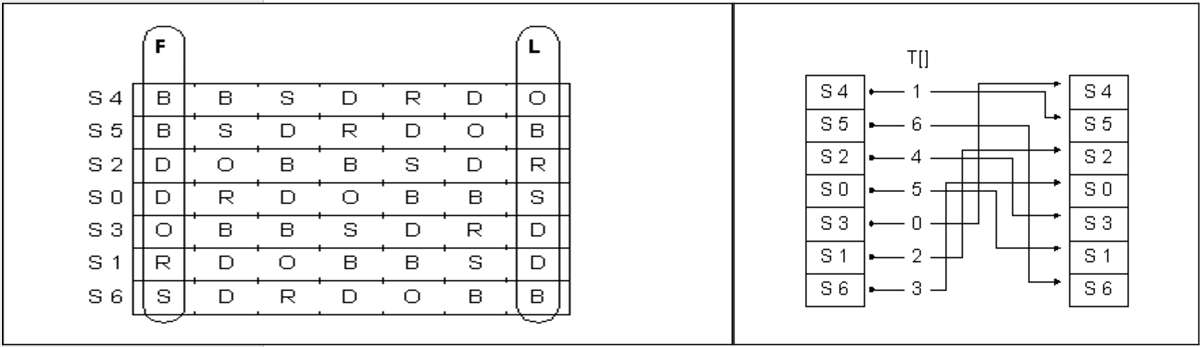 F L
S 4 B B S D R D O
S 5 B S D R D O B
S 2 D O B B S D R
S 0 D R D O B B S
S 3 O B B S D R D
S 1 R D O B B S D
S 6 S D R D O B B
T[]
S 4 1 S 4
S 5 6 S 5
S 2 4 S 2
S 0 5 S 0
S 3 0 S 3
S 1 2 S 1
S 6 3 S 6